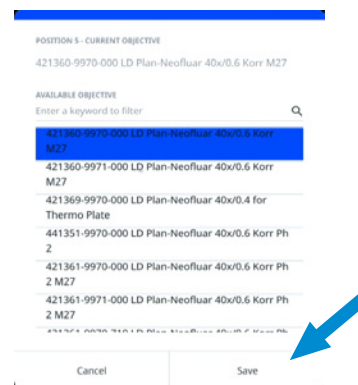 POSITION 5 - CURRENT OBJECTIVE
421360-9970-000 LD Plan-Neofluar 40x/0.6 Korr M27
AVAILABLE OBJECTIVE
Enter a keyword to filter
421360-9970-000 LD Plan-Neofluar 40x/0.6 Korr
M27
421360-9971-000 LD Plan-Neofluar 40x/0.6 Korr
M27
421369-9970-000 LD Plan-Neofluar 40x/0.4 for
Thermo Plate
441351-9970-000 LD Plan-Neofluar 40x/0.6 Korr Ph
2
421361-9970-000 LD Plan-Neofluar 40x/0.6 Korr Ph
2 M27
421361-9971-000 LD Plan-Neofluar 40x/0.6 Korr Ph
2 M27
Cancel Save